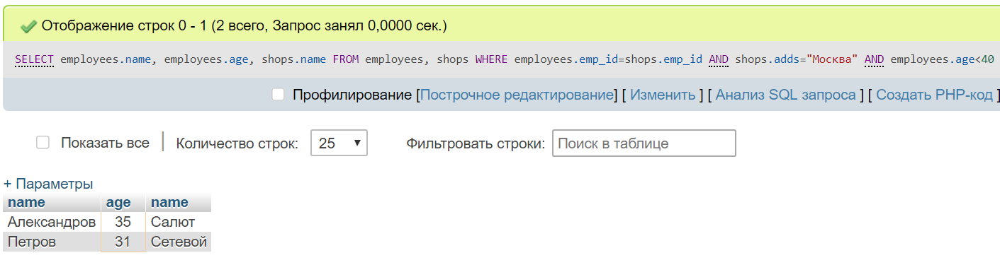 Отображение строк 0 - 1 (2 всего, Запрос занял 0,0000 сек.)
SELECT employees.name, employees.age, shops.name FROM employees, shops WHERE employees.emp_id=shops.emp_id AND shops.adds="Москва" AND employees.age<40
Профилирование [Построчное редактирование] [ Изменить ] [ Анализ SQL запроса ] [ Создать PHP-код ]
Показать все | Количество строк: 25 Фильтровать строки: Поиск в таблице
+ Параметры
name age name
Александров 35 Салют
Петров 31 Сетевой